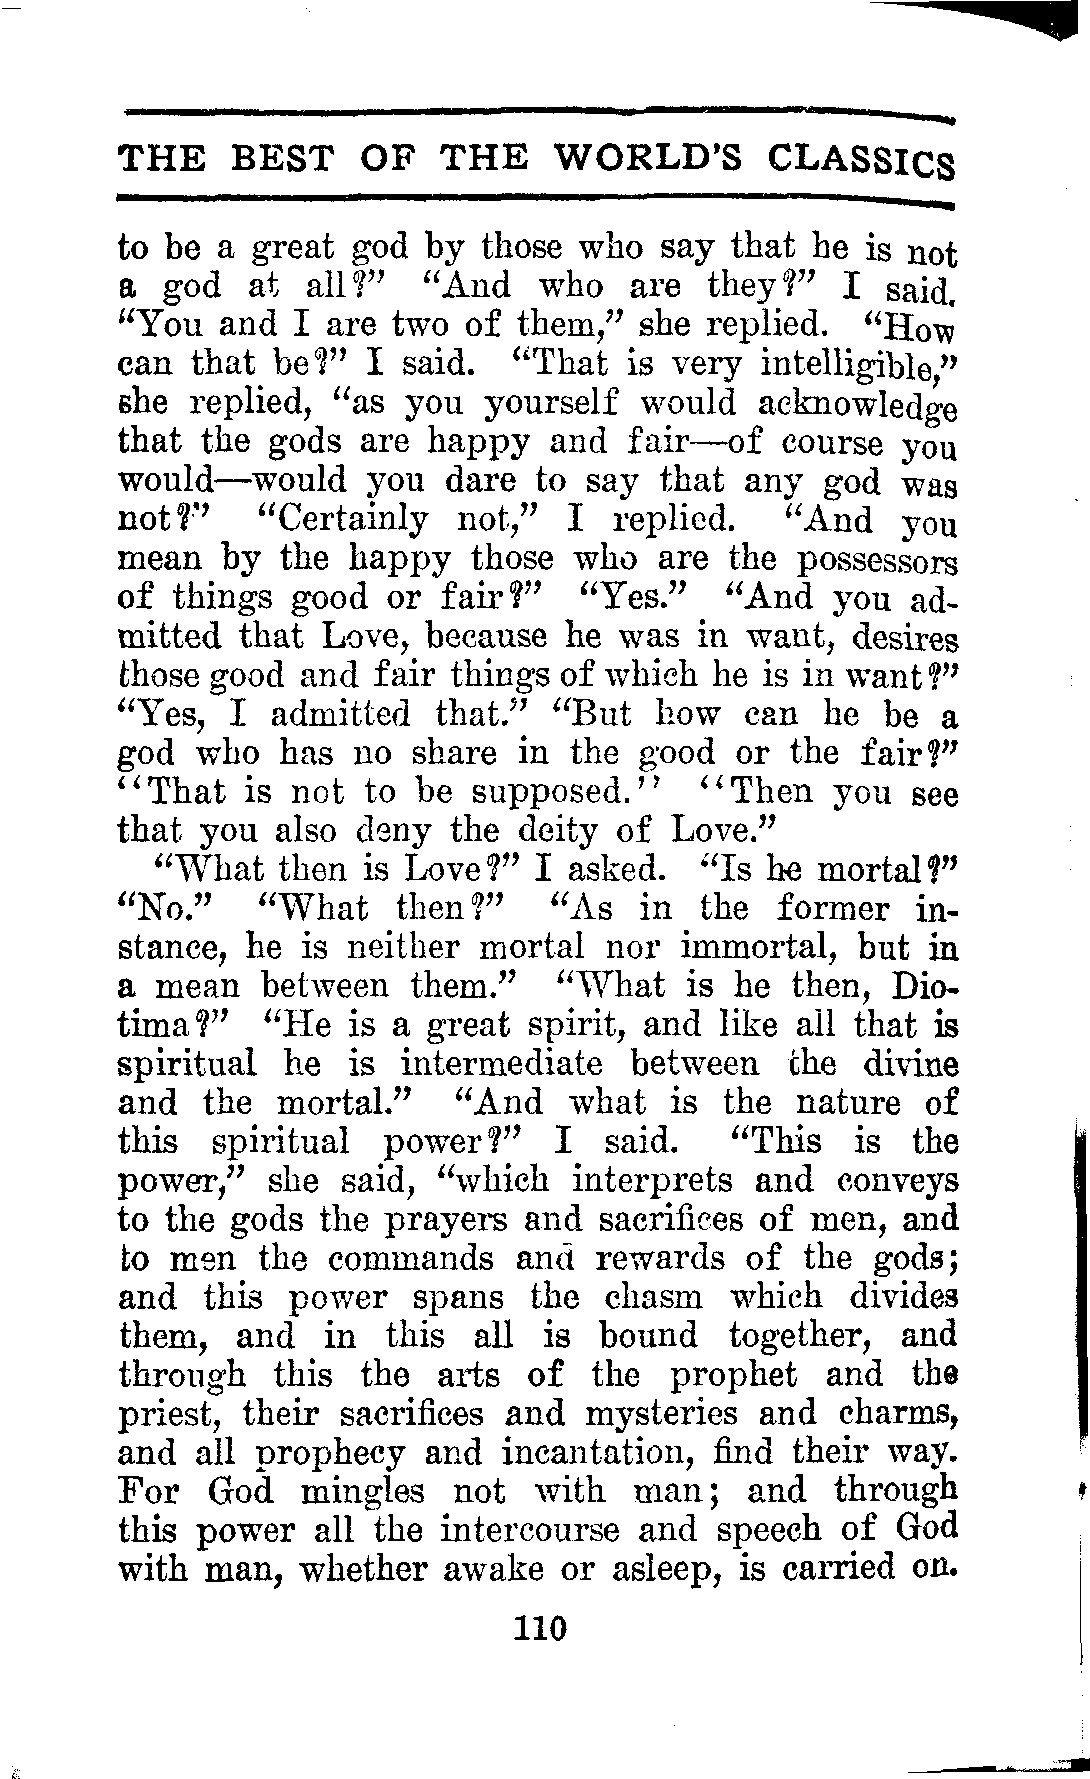 THE BEST OF THE WORLD'S CLASSICS
to be a great god by those who say that he is not
a god at all?" "And who are they?" I said.
"You and I are two of them," she replied. "How
can that be?" I said. "That is very intelligible,"
she replied, "as you yourself would acknowledge
that the gods are happy and fair—of course you
would—would you dare to say that any god was
not?" "Certainly not," I replied. "And you
mean by the happy those who are the possessors
of things good or fair?" "Yes." "And you ad-
mitted that Love, because he was in want, desires
those good and fair things of which he is in want?"
"Yes, I admitted that." "But how can he be a
god who has no share in the good or the fair?"
"That is not to be supposed." "Then you see
that you also deny the deity of Love."
"What then is Love?" I asked. "Is he mortal?"
"No." "What then?" "As in the former in-
stance, he is neither mortal nor immortal, but in
a mean between them." "What is he then, Dio-
tima?" "He is a great spirit, and like all that is
spiritual he is intermediate between the divine
and the mortal." "And what is the nature of
this spiritual power?" I said. "This is the
power," she said, "which interprets and conveys
to the gods the prayers and sacrifices of men, and
to men the commands and rewards of the gods;
and this power spans the chasm which divides
them, and in this all is bound together, and
through this the arts of the prophet and the
priest, their sacrifices and mysteries and charms,
and all prophecy and incantation, find their way.
For God mingles not with man; and through
this power all the intercourse and speech of God
with man, whether awake or asleep, is carried on.
110